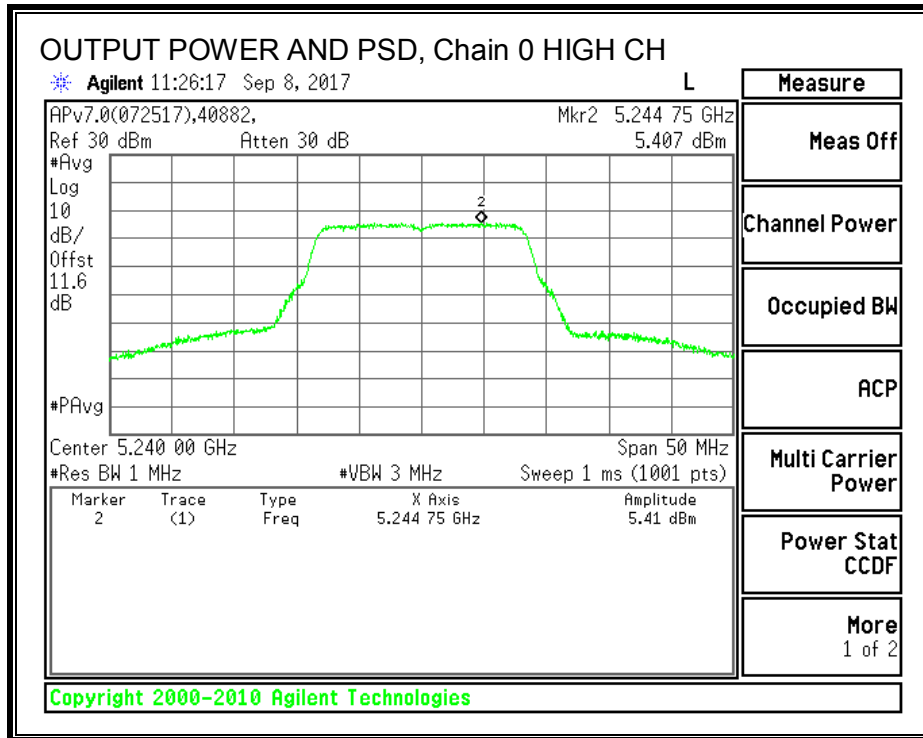 OUTPUT POWER AND PSD, Chain 0 HIGH CH
Agilent 11:26:17 Sep 8, 2017 L
APv7.0(072517),40882, Mkr2 5.244 75 GHz
Ref 30 dBm Atten 30 dB 5.407 dBm
#Avg
Log
10
dB/
Offst
11.6
dB
2
#PAvg
Center 5.240 00 GHz Span 50 MHz
#Res BW 1 MHz #VBW 3 MHz Sweep 1 ms (1001 pts)
Marker Trace Type X Axis Amplitude
2 (1) Freq 5.244 75 GHz 5.41 dBm
Measure
Meas Off
Channel Power
Occupied BW
ACP
Multi Carrier
Power
Power Stat
CCDF
More
1 of 2
Copyright 2000-2010 Agilent Technologies